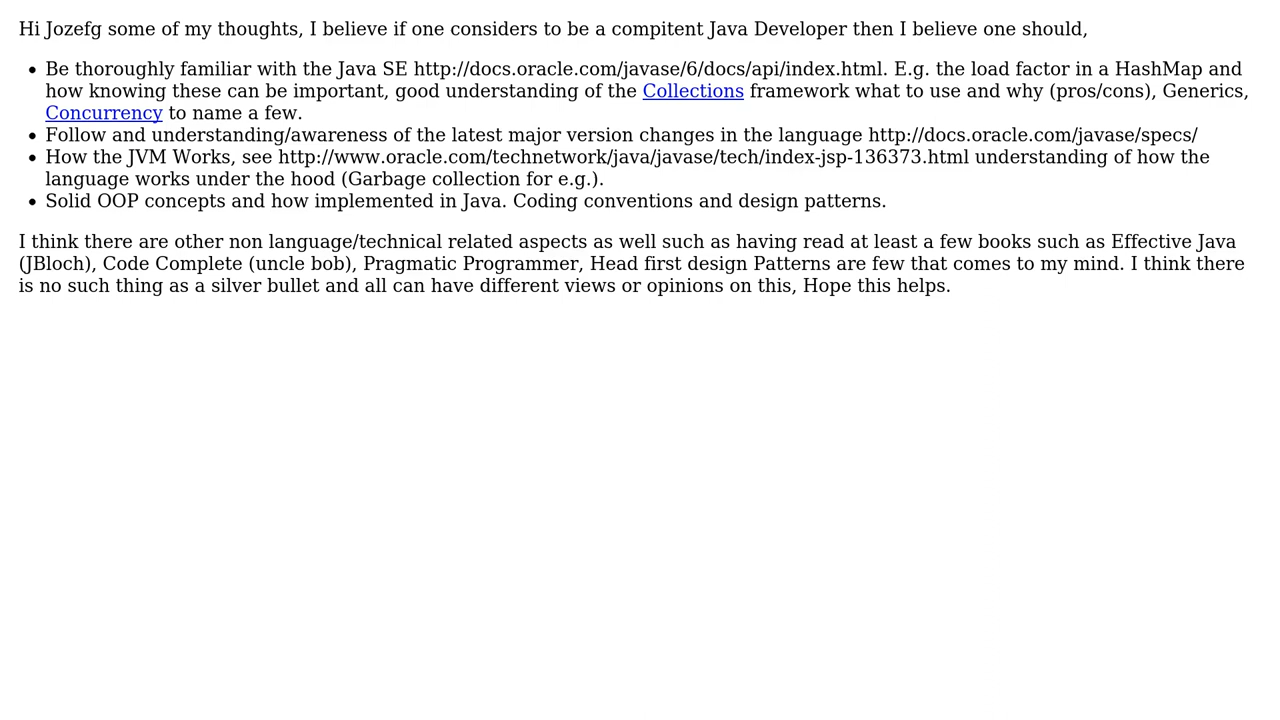 Hi Jozefg some of my thoughts, I believe if one considers to be a compitent Java Developer then I believe one should,
• Be thoroughly familiar with the Java SE http://docs.oracle.com/javase/6/docs/api/index.html. E.g. the load factor in a HashMap and
how knowing these can be important, good understanding of the Collections framework what to use and why (pros/cons), Generics,
Concurrency to name a few.
• Follow and understanding/awareness of the latest major version changes in the language http://docs.oracle.com/javase/specs/
• How the JVM Works, see http://www.oracle.com/technetwork/java/javase/tech/index-jsp-136373.html understanding of how the
language works under the hood (Garbage collection for e.g.).
• Solid OOP concepts and how implemented in Java. Coding conventions and design patterns.
I think there are other non language/technical related aspects as well such as having read at least a few books such as Effective Java
(JBloch), Code Complete (uncle bob), Pragmatic Programmer, Head first design Patterns are few that comes to my mind. I think there
is no such thing as a silver bullet and all can have different views or opinions on this, Hope this helps.